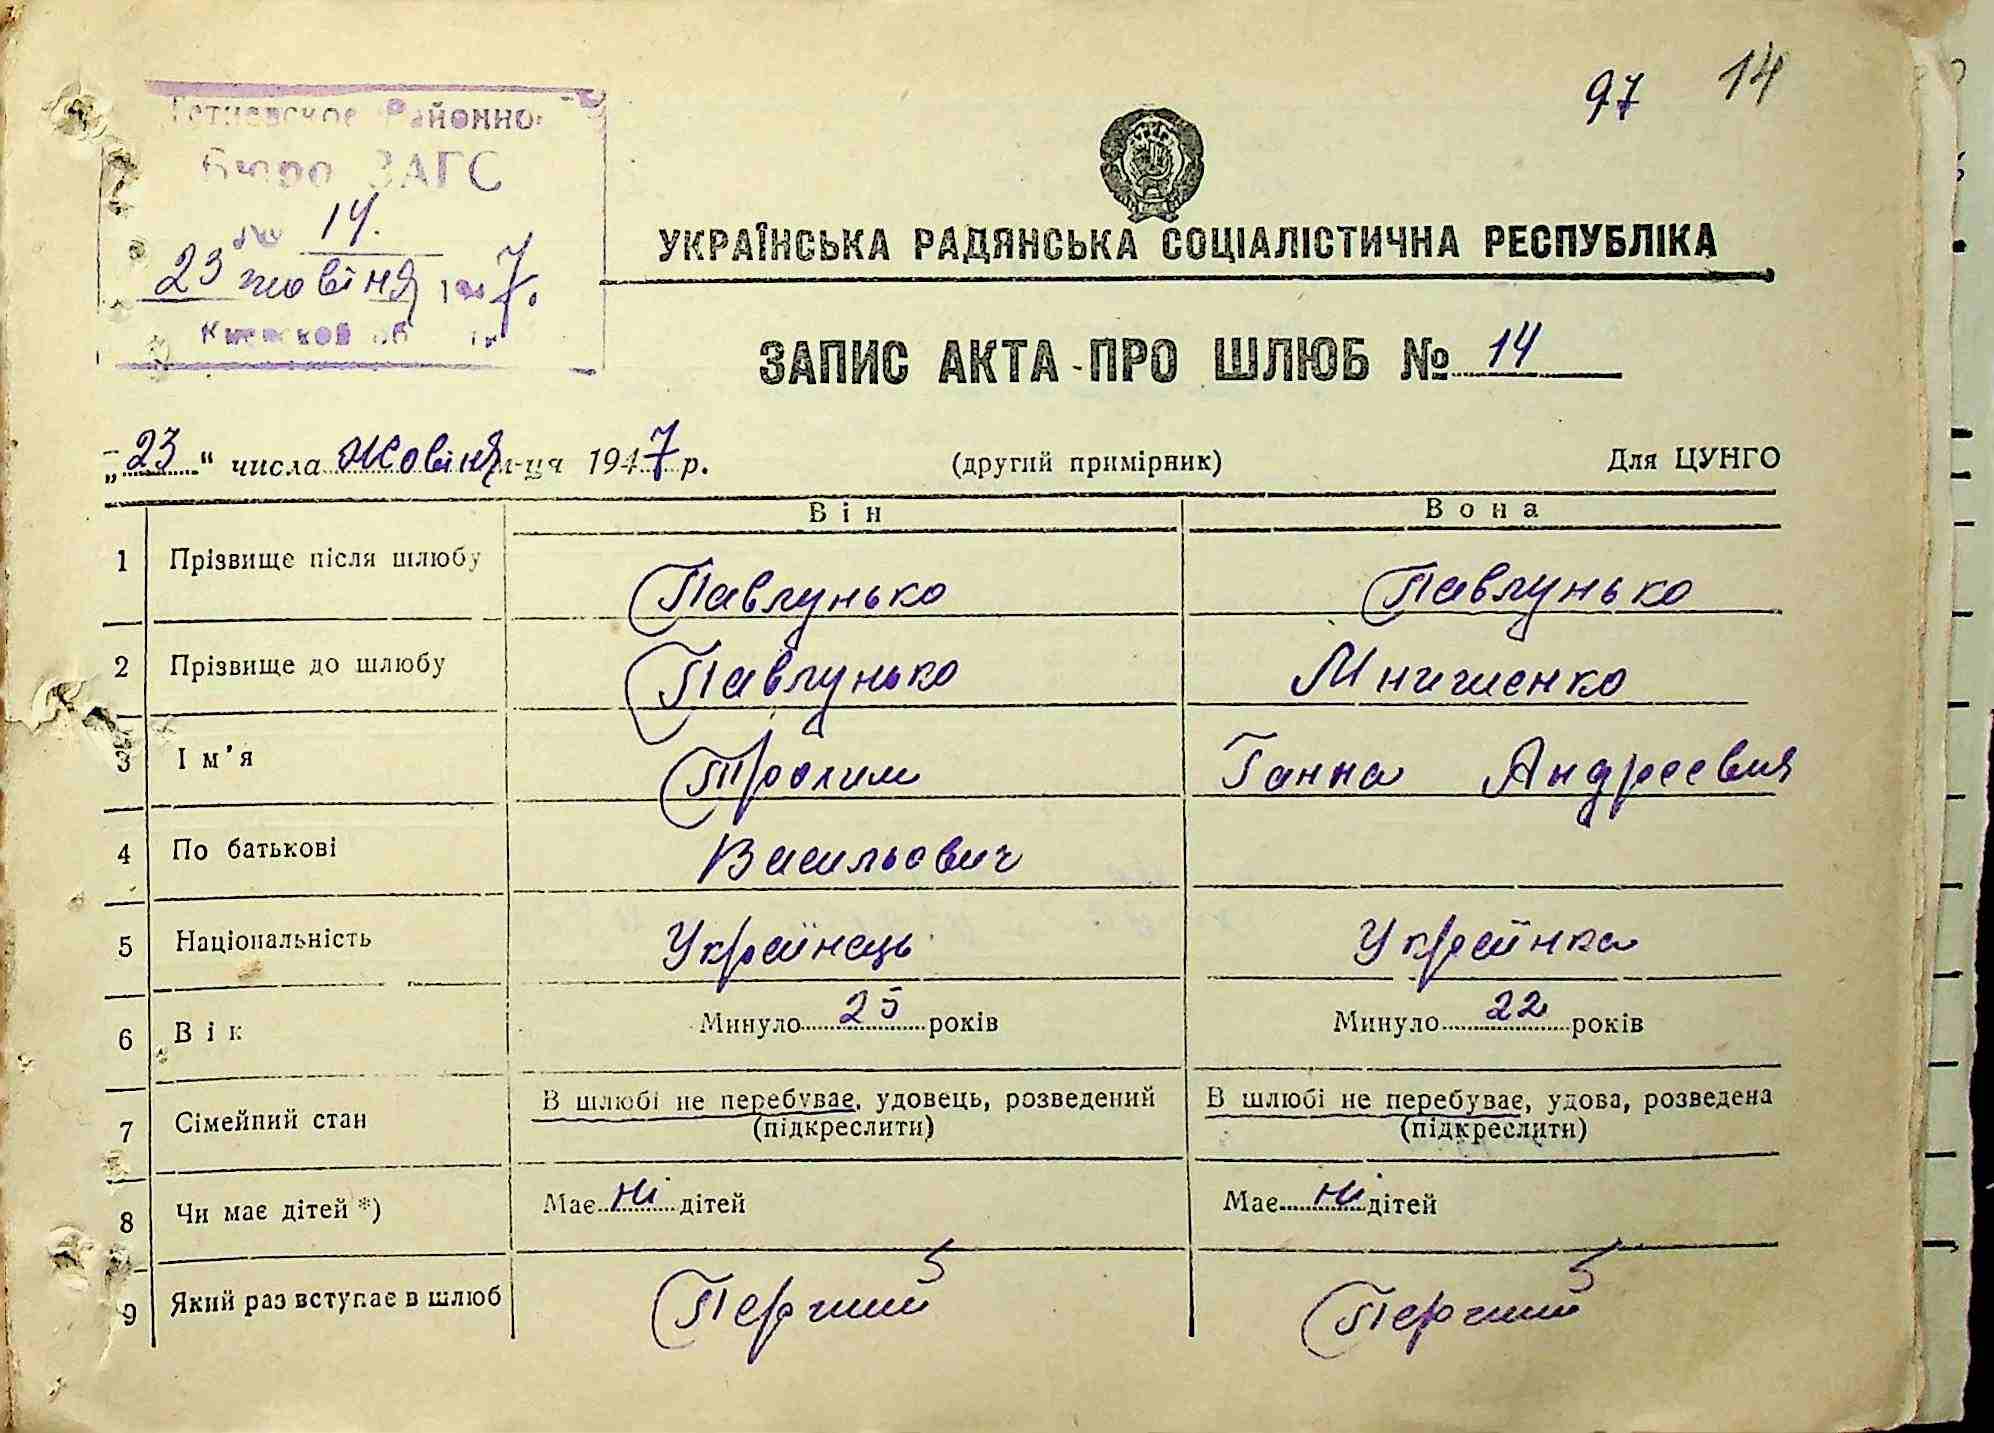 97 14
Тетиевское Районно
бюро ЗАГС
№ 14.
23 жовтня 1947.
Киевской об
УКРАЇНСЬКА РАДЯНСЬКА СОЦІАЛІСТИЧНА РЕСПУБЛІКА
ЗАПИС АКТА ПРО ШЛЮБ № 14
„23“ числа Жовтня м-ця 1947 р. (другий примірник) Для ЦУНГО
Він Вона
1 Прізвище після шлюбу Павлунько Павлунько
2 Прізвище до шлюбу Павлунько
3 Ім’я Трохим Ганна Андреевна
4 По батькові Васильович
5 Національність Українець Українка
6 Вік Минуло 25 років Минуло 22 років
7 Сімейний стан В шлюбі не перебуває, удовець, розведений В шлюбі не перебуває, удова, розведена
(підкреслити) (підкреслити)
8 Чи має дітей *) Має ні дітей Має ні дітей
9 Який раз вступає в шлюб Перший Перший